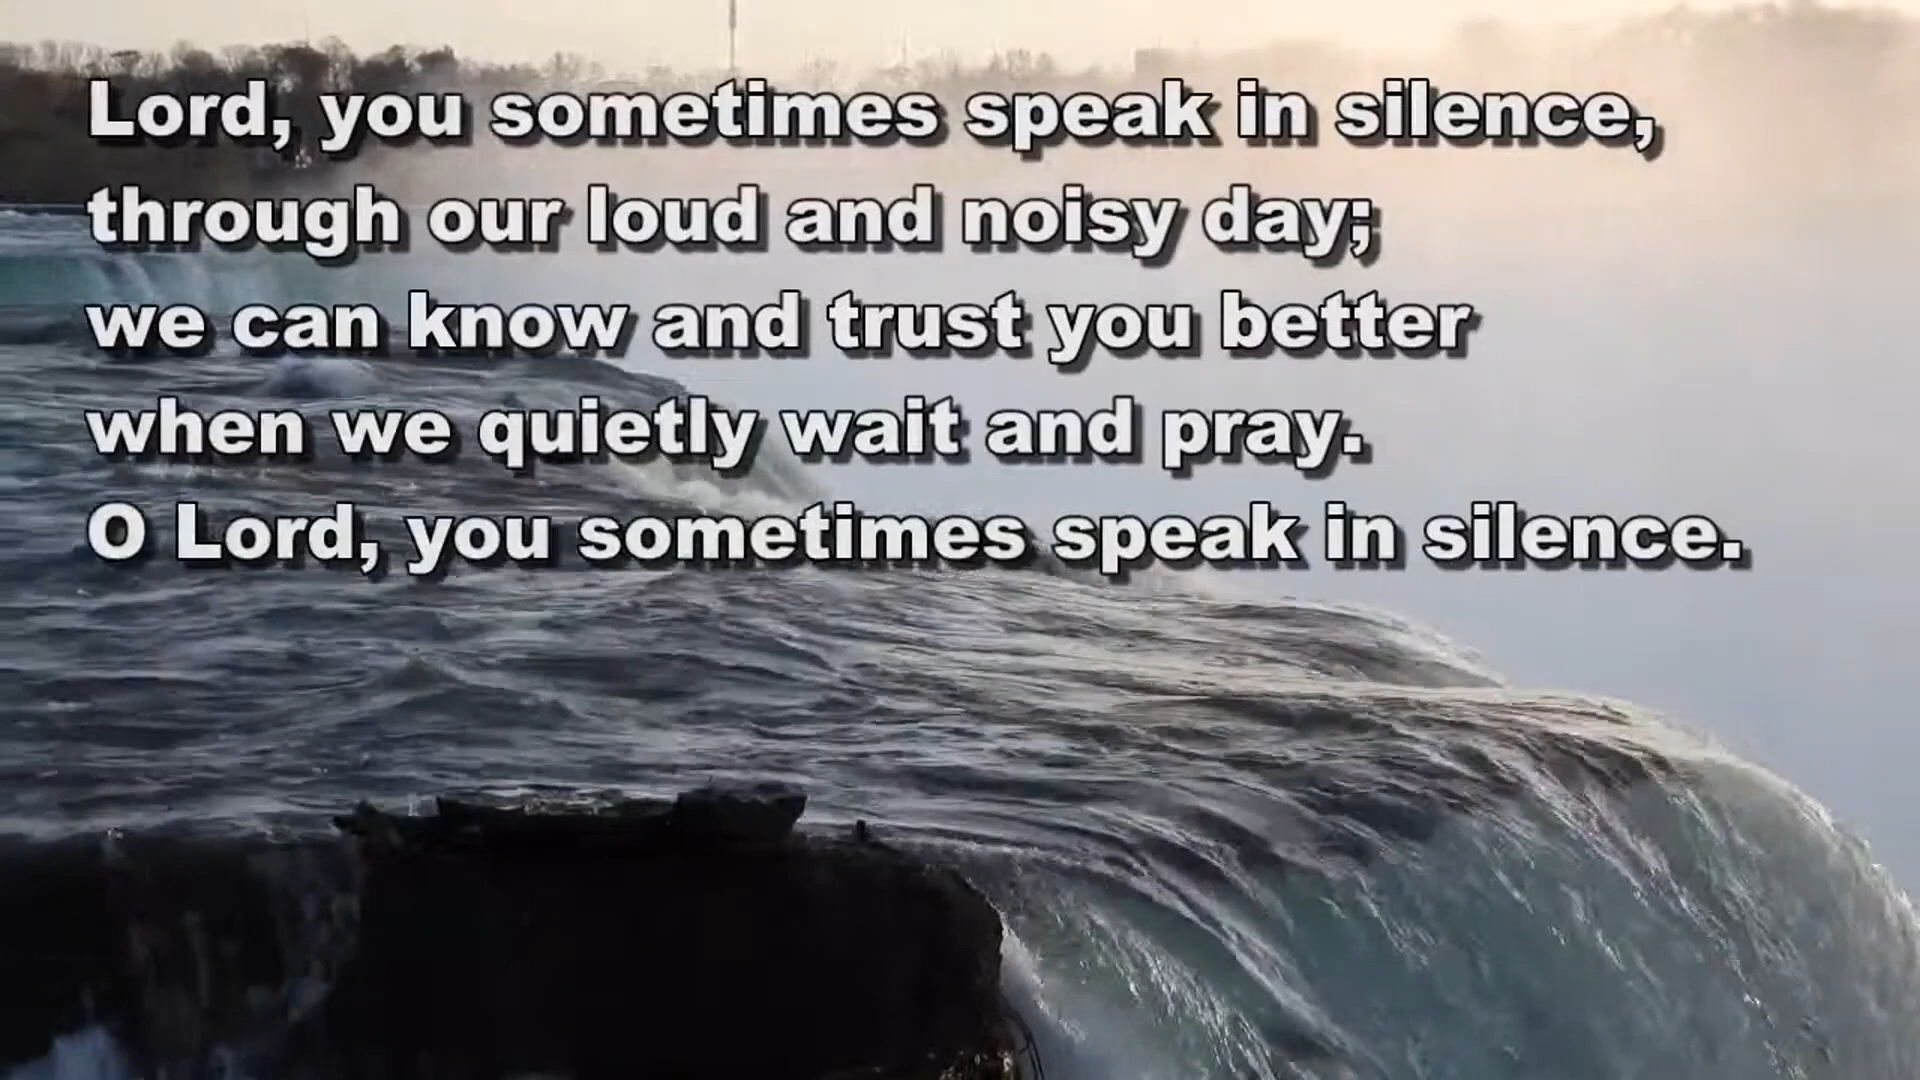 Lord, you sometimes speak in silence,
through our loud and noisy day;
we can know and trust you better
when we quietly wait and pray.
O Lord, you sometimes speak in silence.